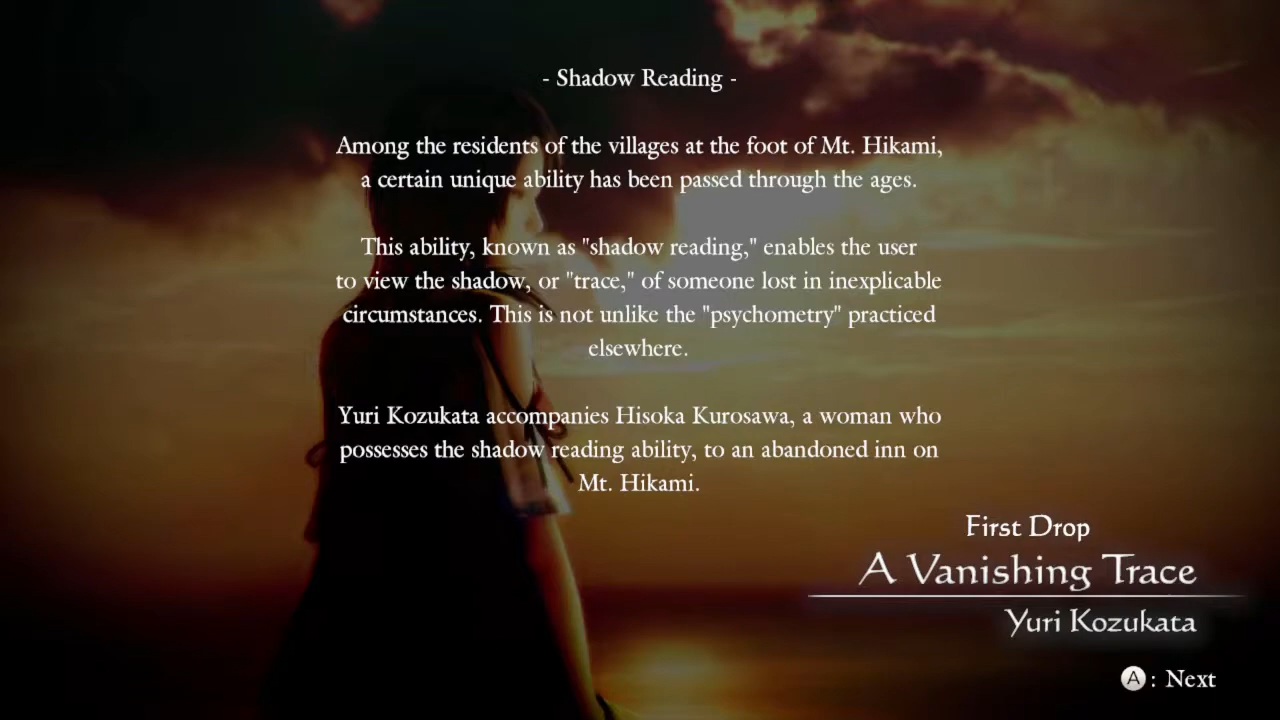 - Shadow Reading -
Among the residents of the villages at the foot of Mt. Hikami,
a certain unique ability has been passed through the ages.
This ability, known as "shadow reading," enables the user
to view the shadow, or "trace," of someone lost in inexplicable
circumstances. This is not unlike the "psychometry" practiced
elsewhere.
Yuri Kozukata accompanies Hisoka Kurosawa, a woman who
possesses the shadow reading ability, to an abandoned inn on
Mt. Hikami.
First Drop
A Vanishing Trace
Yuri Kozukata
A : Next